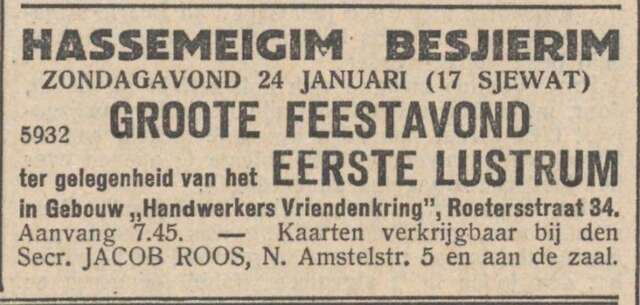 HASSEMEIGIM BESJIERIM
ZONDAGAVOND 24 JANUARI (17 SJEWAT)
5932 GROOTE FEESTAVOND
ter gelegenheid van het EERSTE LUSTRUM
in Gebouw „Handwerkers Vriendenkring”, Roetersstraat 34.
Aanvang 7.45. — Kaarten verkrijgbaar bij den
Secr. JACOB ROOS, N. Amstelstr. 5 en aan de zaal.